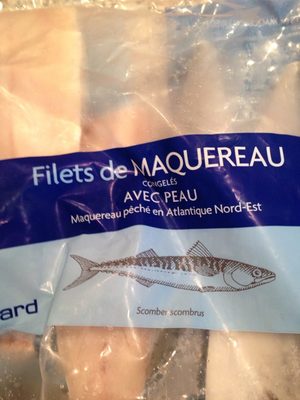 Filets de MAQUEREAU
CONGELÉS
AVEC PEAU
Maquereau pêché en Atlantique Nord-Est
ard
Scomber scombrus